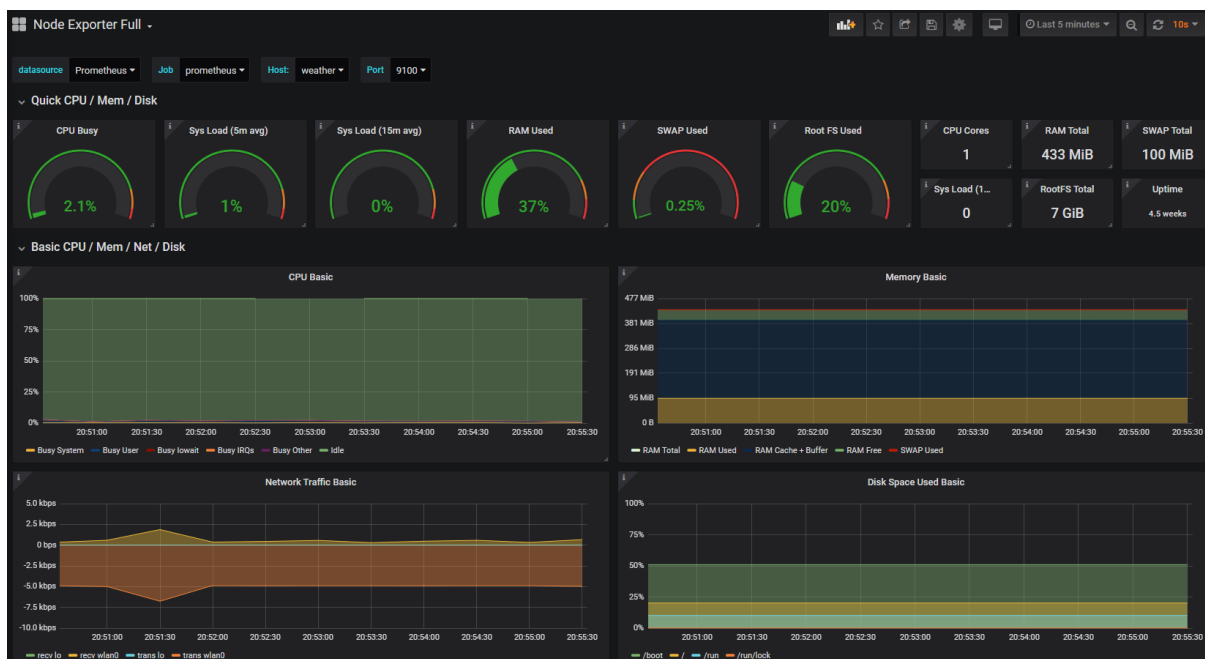 Node Exporter Full
Last 5 minutes 10s
datasource Prometheus Job prometheus Host: weather Port 9100
Quick CPU / Mem / Disk
CPU Busy
2.1%
Sys Load (5m avg)
1%
Sys Load (15m avg)
0%
RAM Used
37%
SWAP Used
0.25%
Root FS Used
20%
CPU Cores
1
RAM Total
433 MiB
SWAP Total
100 MiB
Sys Load (1...
0
RootFS Total
7 GiB
Uptime
4.5 weeks
Basic CPU / Mem / Net / Disk
CPU Basic
100%
75%
50%
25%
0%
20:51:00 20:51:30 20:52:00 20:52:30 20:53:00 20:53:30 20:54:00 20:54:30 20:55:00 20:55:30
Busy System Busy User Busy Iowait Busy IRQs Busy Other Idle
Memory Basic
477 MiB
381 MiB
286 MiB
191 MiB
95 MiB
0 B
20:51:00 20:51:30 20:52:00 20:52:30 20:53:00 20:53:30 20:54:00 20:54:30 20:55:00 20:55:30
RAM Total RAM Used RAM Cache + Buffer RAM Free SWAP Used
Network Traffic Basic
5.0 kbps
2.5 kbps
0 bps
-2.5 kbps
-5.0 kbps
-7.5 kbps
-10.0 kbps
20:51:00 20:51:30 20:52:00 20:52:30 20:53:00 20:53:30 20:54:00 20:54:30 20:55:00 20:55:30
recv lo recv wlan0 trans lo trans wlan0
Disk Space Used Basic
100%
75%
50%
25%
0%
20:51:00 20:51:30 20:52:00 20:52:30 20:53:00 20:53:30 20:54:00 20:54:30 20:55:00 20:55:30
/boot / /run /run/lock